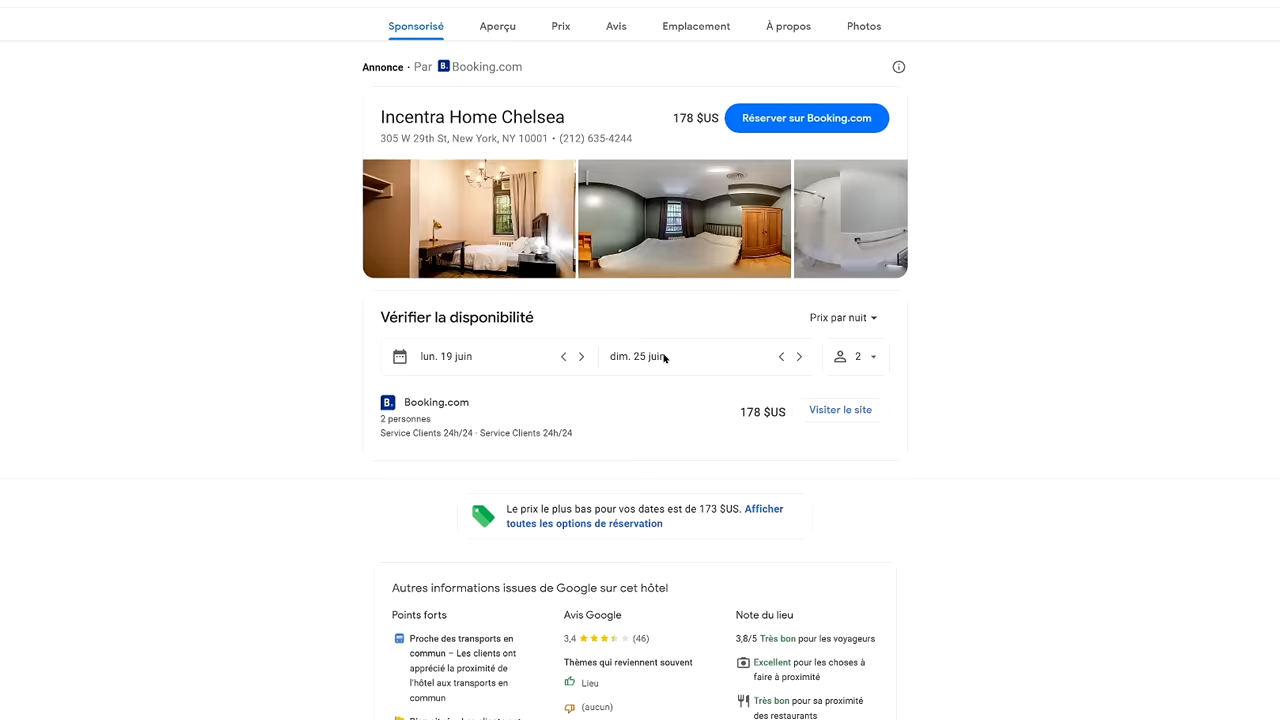 Sponsorisé Aperçu Prix Avis Emplacement À propos Photos
Annonce · Par B. Booking.com
Incentra Home Chelsea
178 $US
Réserver sur Booking.com
305 W 29th St, New York, NY 10001 • (212) 635-4244
Vérifier la disponibilité
Prix par nuit
lun. 19 juin
dim. 25 juin
2
B. Booking.com
2 personnes
Service Clients 24h/24 · Service Clients 24h/24
178 $US
Visiter le site
Le prix le plus bas pour vos dates est de 173 $US. Afficher
toutes les options de réservation
Autres informations issues de Google sur cet hôtel
Points forts
Proche des transports en
commun – Les clients ont
apprécié la proximité de
l'hôtel aux transports en
commun
Avis Google
3,4 (46)
Thèmes qui reviennent souvent
Lieu
(aucun)
Note du lieu
3,8/5 Très bon pour les voyageurs
Excellent pour les choses à
faire à proximité
Très bon pour sa proximité
des restaurants